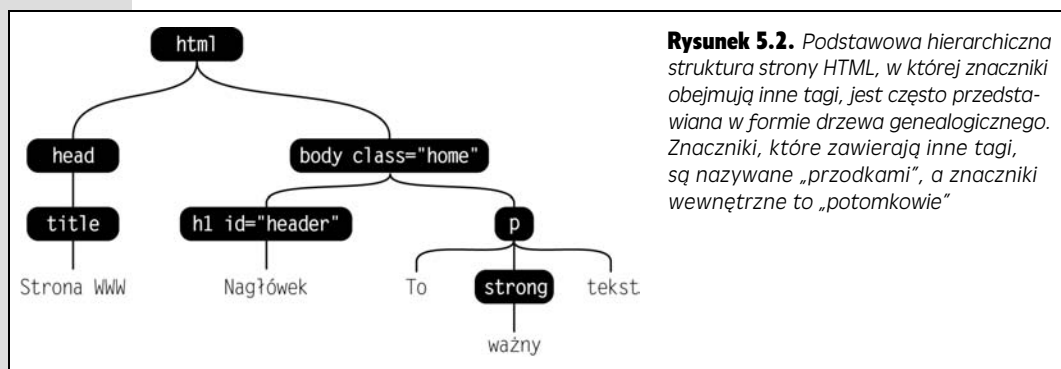 html
head
body class="home"
title
h1 id="header"
p
Strona WWW
Nagłówek
To
strong
tekst
ważny
Rysunek 5.2. Podstawowa hierarchiczna
struktura strony HTML, w której znaczniki
obejmują inne tagi, jest często przedsta-
wiana w formie drzewa genealogicznego.
Znaczniki, które zawierają inne tagi,
są nazywane „przodkami”, a znaczniki
wewnętrzne to „potomkowie”